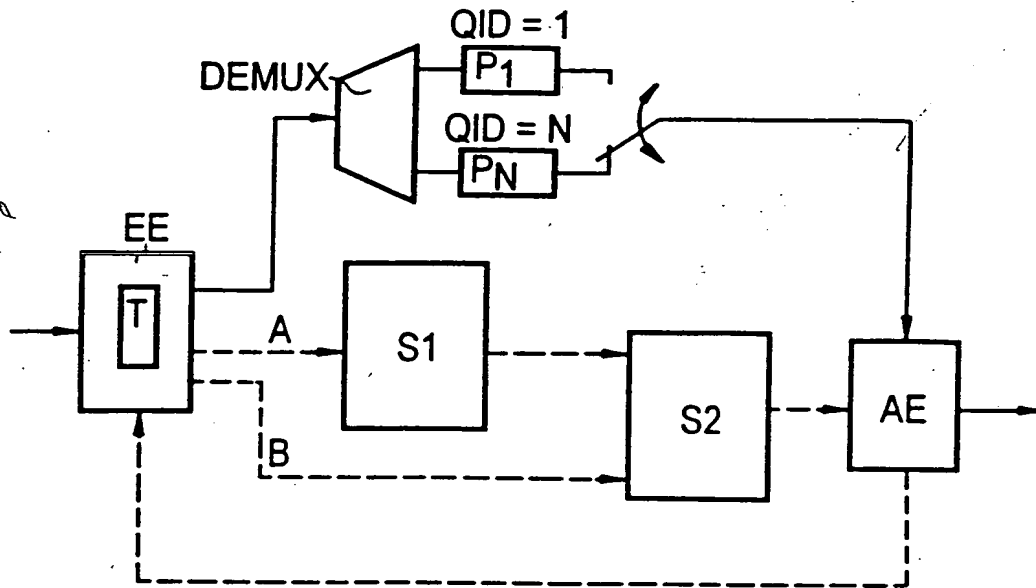 QID = 1
DEMUX
P1
QID = N
PN
EE
T
A
S1
S2
AE
B